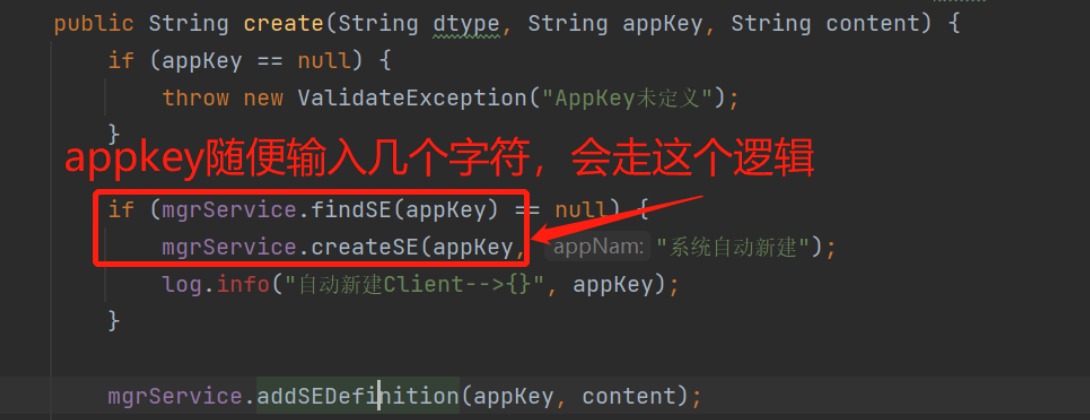 public String create(String dtype, String appKey, String content) {
if (appKey == null) {
throw new ValidateException("AppKey未定义");
}
appkey随便输入几个字符，会走这个逻辑
if (mgrService.findSE(appKey) == null) {
mgrService.createSE(appKey, appNam: "系统自动新建");
log.info("自动新建Client-->{}", appKey);
}
mgrService.addSEDefinition(appKey, content);